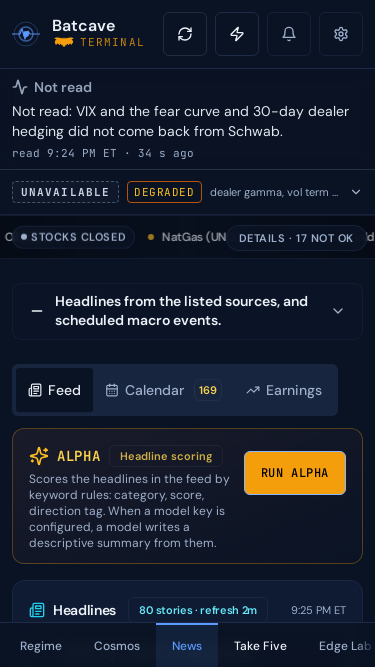 Batcave
TERMINAL
Not read
Not read: VIX and the fear curve and 30-day dealer
hedging did not come back from Schwab.
read 9:24 PM ET · 34 s ago
UNAVAILABLE DEGRADED dealer gamma, vol term …
STOCKS CLOSED NatGas (UN DETAILS · 17 NOT OK
Headlines from the listed sources, and
scheduled macro events.
Feed Calendar 169 Earnings
ALPHA Headline scoring
Scores the headlines in the feed by
keyword rules: category, score,
direction tag. When a model key is
configured, a model writes a
descriptive summary from them.
RUN ALPHA
Headlines 80 stories · refresh 2m 9:25 PM ET
Regime Cosmos News Take Five Edge Lab